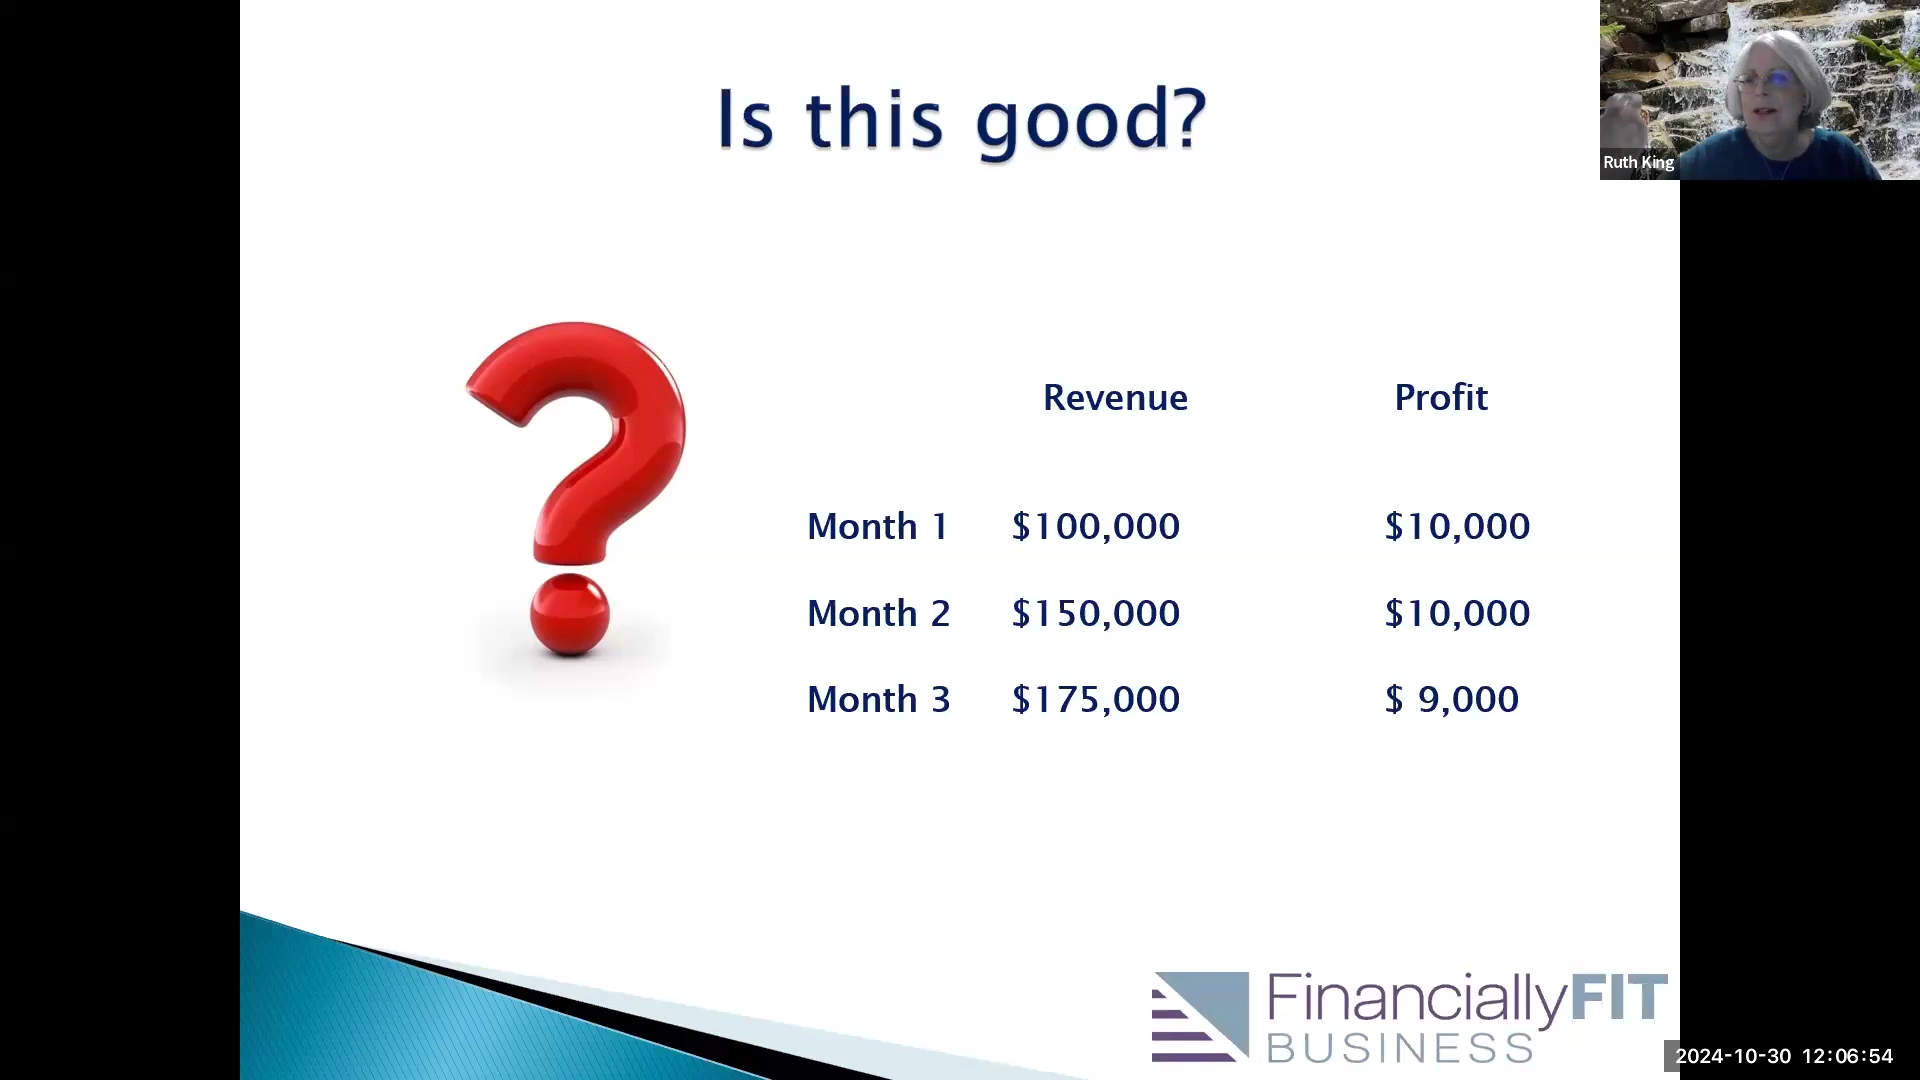 Is this good?
Ruth King
Revenue Profit
Month 1 $100,000 $10,000
Month 2 $150,000 $10,000
Month 3 $175,000 $ 9,000
FinanciallyFIT
BUSINESS
2024-10-30 12:06:54